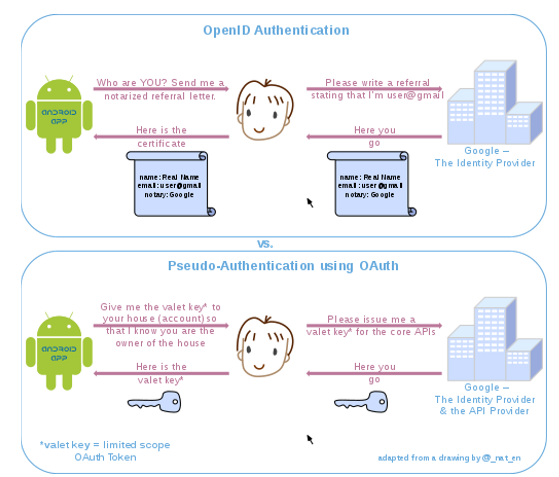 OpenID Authentication
Who are YOU? Send me a
notarized referral letter.
Please write a referral
stating that I'm user@gmail
ANDROID
APP
Here is the
certificate
Here you
go
Google –
The Identity Provider
name: Real Name
email: user@gmail
notary: Google
name: Real Name
email: user@gmail
notary: Google
vs.
Pseudo-Authentication using OAuth
Give me the valet key* to
your house (account) so
that I know you are the
owner of the house
Please issue me a
valet key* for the core APIs
ANDROID
APP
Here is the
valet key*
Here you
go
Google –
The Identity Provider
& the API Provider
*valet key = limited scope
OAuth Token
adapted from a drawing by @_nat_en